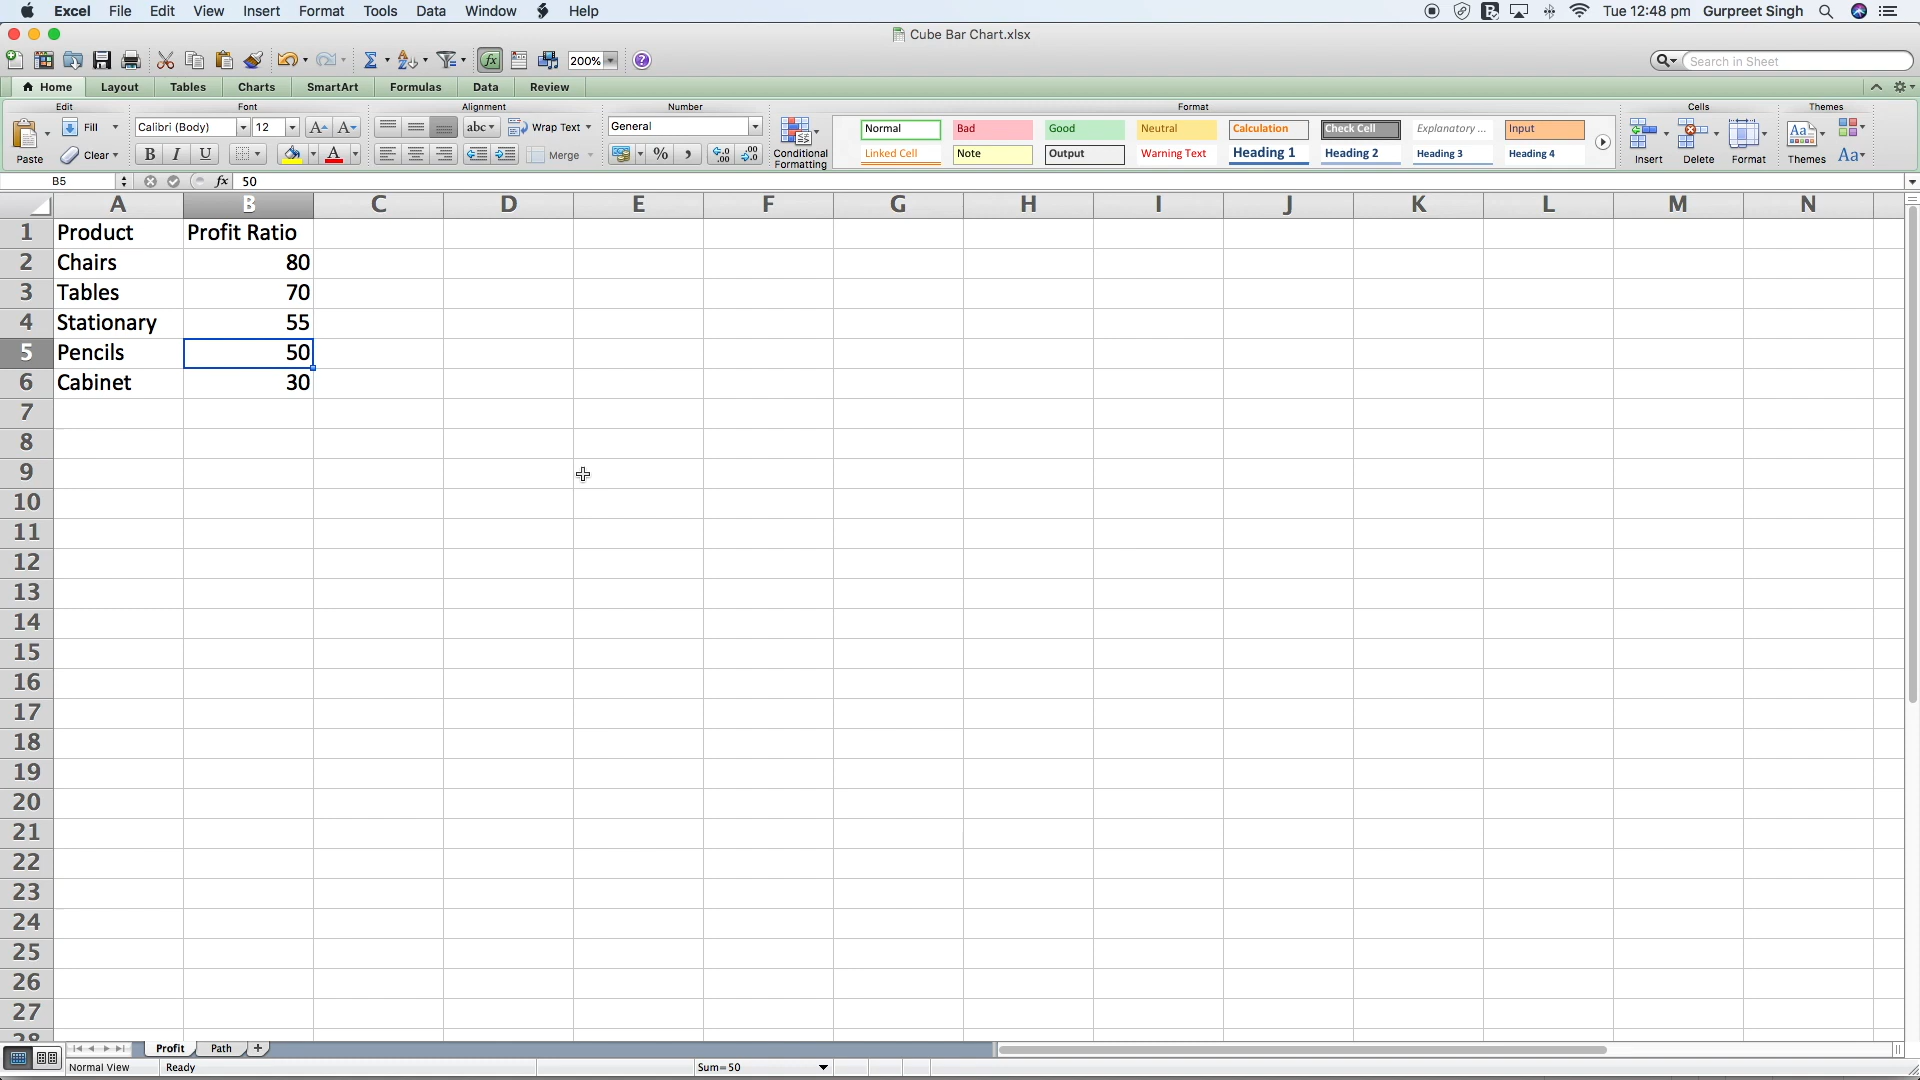 Excel File Edit View Insert Format Tools Data Window Help Tue 12:48 pm Gurpreet Singh
Cube Bar Chart.xlsx
200% Search in Sheet
Home Layout Tables Charts SmartArt Formulas Data Review
Edit Font Alignment Number Format Cells Themes
Fill Calibri (Body) 12 abc Wrap Text General Normal Bad Good Neutral Calculation Check Cell Explanatory ... Input
Paste Clear B I U Merge % Conditional Formatting Linked Cell Note Output Warning Text Heading 1 Heading 2 Heading 3 Heading 4 Insert Delete Format Themes Aa
B5 fx 50
A B C D E F G H I J K L M N
1 Product Profit Ratio
2 Chairs 80
3 Tables 70
4 Stationary 55
5 Pencils 50
6 Cabinet 30
7
8
9
10
11
12
13
14
15
16
17
18
19
20
21
22
23
24
25
26
27
28
Profit Path
Normal View Ready Sum=50